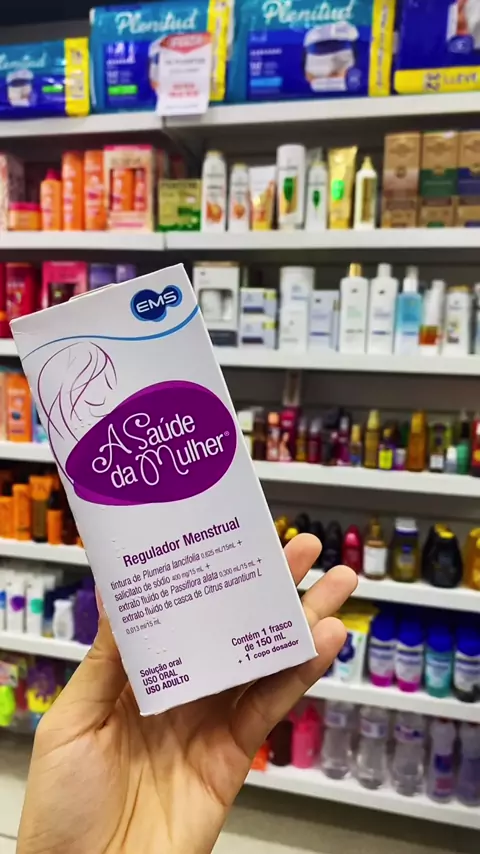 Plenitud
Plenitud
EMS
A Saúde
da Mulher®
Regulador Menstrual
tintura de Plumeria lancifolia 0,625 mL/15mL +
salicilato de sódio 400 mg/15 mL +
extrato fluido de Passiflora alata 0,300 mL/15 mL +
extrato fluido de casca de Citrus aurantium L
0,013 ml/15 mL
Solução oral
USO ORAL
USO ADULTO
Contém 1 frasco
de 150 mL
+ 1 copo dosador